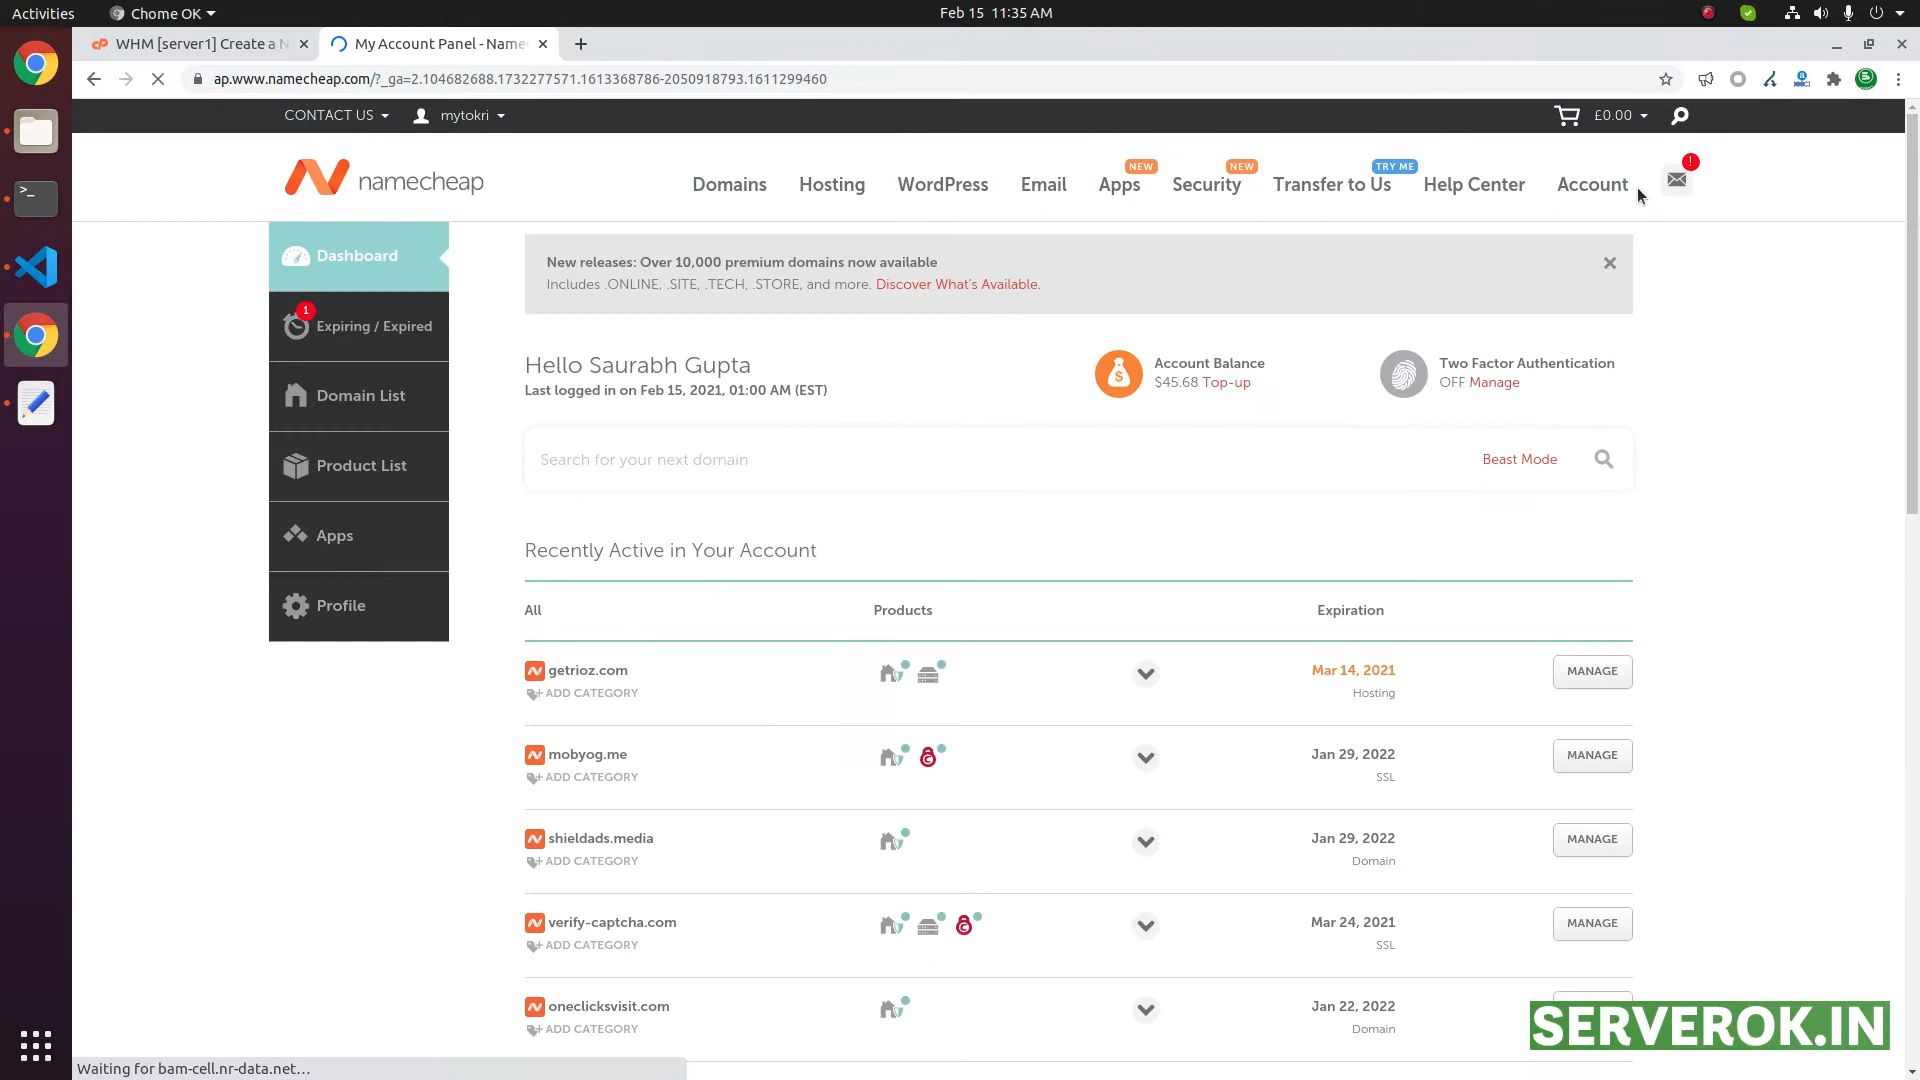 Activities
Chome OK
Feb 15 11:35 AM
WHM [server1] Create a N
My Account Panel - Name
ap.www.namecheap.com/?_ga=2.104682688.1732277571.1613368786-2050918793.1611299460
CONTACT US
mytokri
£0.00
namecheap
Domains
Hosting
WordPress
Email
Apps
NEW
Security
NEW
Transfer to Us
TRY ME
Help Center
Account
!
Dashboard
1
Expiring / Expired
Domain List
Product List
Apps
Profile
New releases: Over 10,000 premium domains now available
Includes .ONLINE, .SITE, .TECH, .STORE, and more. Discover What's Available.
Hello Saurabh Gupta
Last logged in on Feb 15, 2021, 01:00 AM (EST)
Account Balance
$45.68 Top-up
Two Factor Authentication
OFF Manage
Search for your next domain
Beast Mode
Recently Active in Your Account
All
Products
Expiration
getrioz.com
ADD CATEGORY
Mar 14, 2021
Hosting
MANAGE
mobyog.me
ADD CATEGORY
Jan 29, 2022
SSL
MANAGE
shieldads.media
ADD CATEGORY
Jan 29, 2022
Domain
MANAGE
verify-captcha.com
ADD CATEGORY
Mar 24, 2021
SSL
MANAGE
oneclicksvisit.com
ADD CATEGORY
Jan 22, 2022
Domain
SERVEROK.IN
Waiting for bam-cell.nr-data.net...